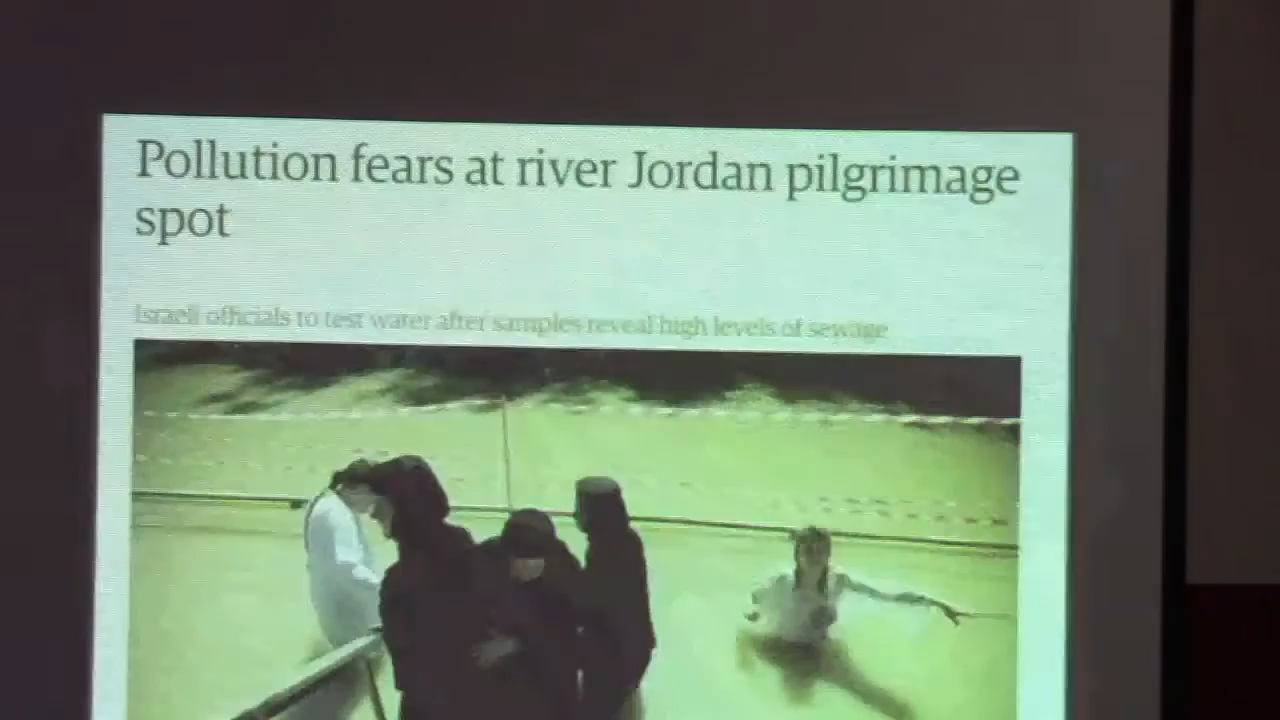 Pollution fears at river Jordan pilgrimage
spot
Israeli officials to test water after samples reveal high levels of sewage